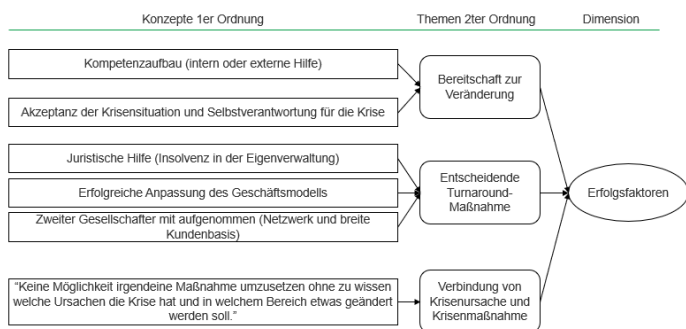 Konzepte 1er Ordnung
Themen 2ter Ordnung
Dimension
Kompetenzaufbau (intern oder externe Hilfe)
Akzeptanz der Krisensituation und Selbstverantwortung für die Krise
Bereitschaft zur
Veränderung
Juristische Hilfe (Insolvenz in der Eigenverwaltung)
Erfolgreiche Anpassung des Geschäftsmodells
Zweiter Gesellschafter mit aufgenommen (Netzwerk und breite
Kundenbasis)
Entscheidende
Turnaround-
Maßnahme
Erfolgsfaktoren
“Keine Möglichkeit irgendeine Maßnahme umzusetzen ohne zu wissen
welche Ursachen die Krise hat und in welchem Bereich etwas geändert
werden soll.”
Verbindung von
Krisenursache und
Krisenmaßnahme